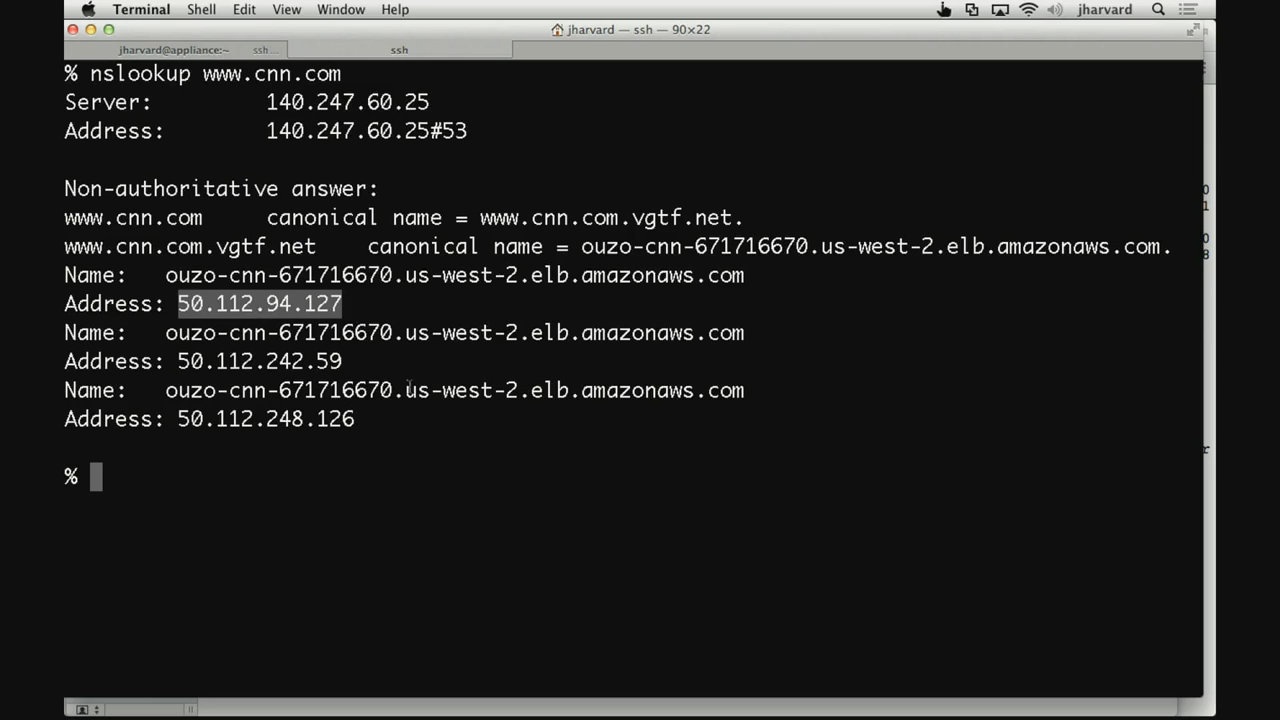 Terminal Shell Edit View Window Help jharvard
jharvard — ssh — 90×22
jharvard@appliance:~ ssh... ssh
% nslookup www.cnn.com
Server: 140.247.60.25
Address: 140.247.60.25#53
Non-authoritative answer:
www.cnn.com canonical name = www.cnn.com.vgtf.net.
www.cnn.com.vgtf.net canonical name = ouzo-cnn-671716670.us-west-2.elb.amazonaws.com.
Name: ouzo-cnn-671716670.us-west-2.elb.amazonaws.com
Address: 50.112.94.127
Name: ouzo-cnn-671716670.us-west-2.elb.amazonaws.com
Address: 50.112.242.59
Name: ouzo-cnn-671716670.us-west-2.elb.amazonaws.com
Address: 50.112.248.126
%